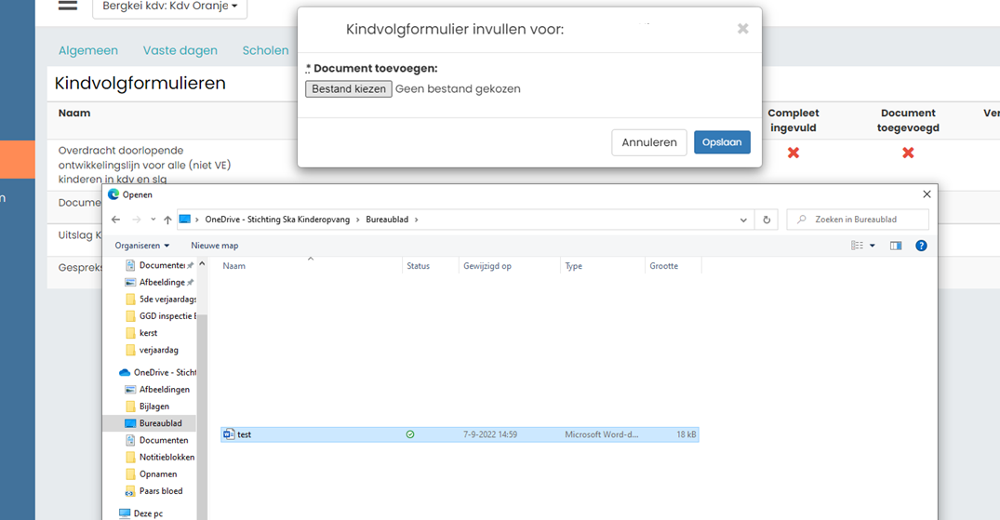 Bergkei kdv: Kdv Oranje
Kindvolgformulier invullen voor:
Algemeen Vaste dagen Scholen
* Document toevoegen:
Kindvolgformulieren
Bestand kiezen Geen bestand gekozen
Naam
Compleet ingevuld
Document toegevoegd
Ver
Annuleren Opslaan
Overdracht doorlopende
ontwikkelingslijn voor alle (niet VE)
kinderen in kdv en slg
Docume
Uitslag K
Gespreks
Openen
OneDrive - Stichting Ska Kinderopvang > Bureaublad >
Zoeken in Bureaublad
Organiseren Nieuwe map
Naam Status Gewijzigd op Type Grootte
Documenten
Afbeeldinge
5de verjaardags
GGD inspectie
kerst
verjaardag
OneDrive - Sticht
Afbeeldingen
Bijlagen
Bureaublad
test 7-9-2022 14:59 Microsoft Word-d... 18 kB
Documenten
Notitieblokken
Opnamen
Paars bloed
Deze pc